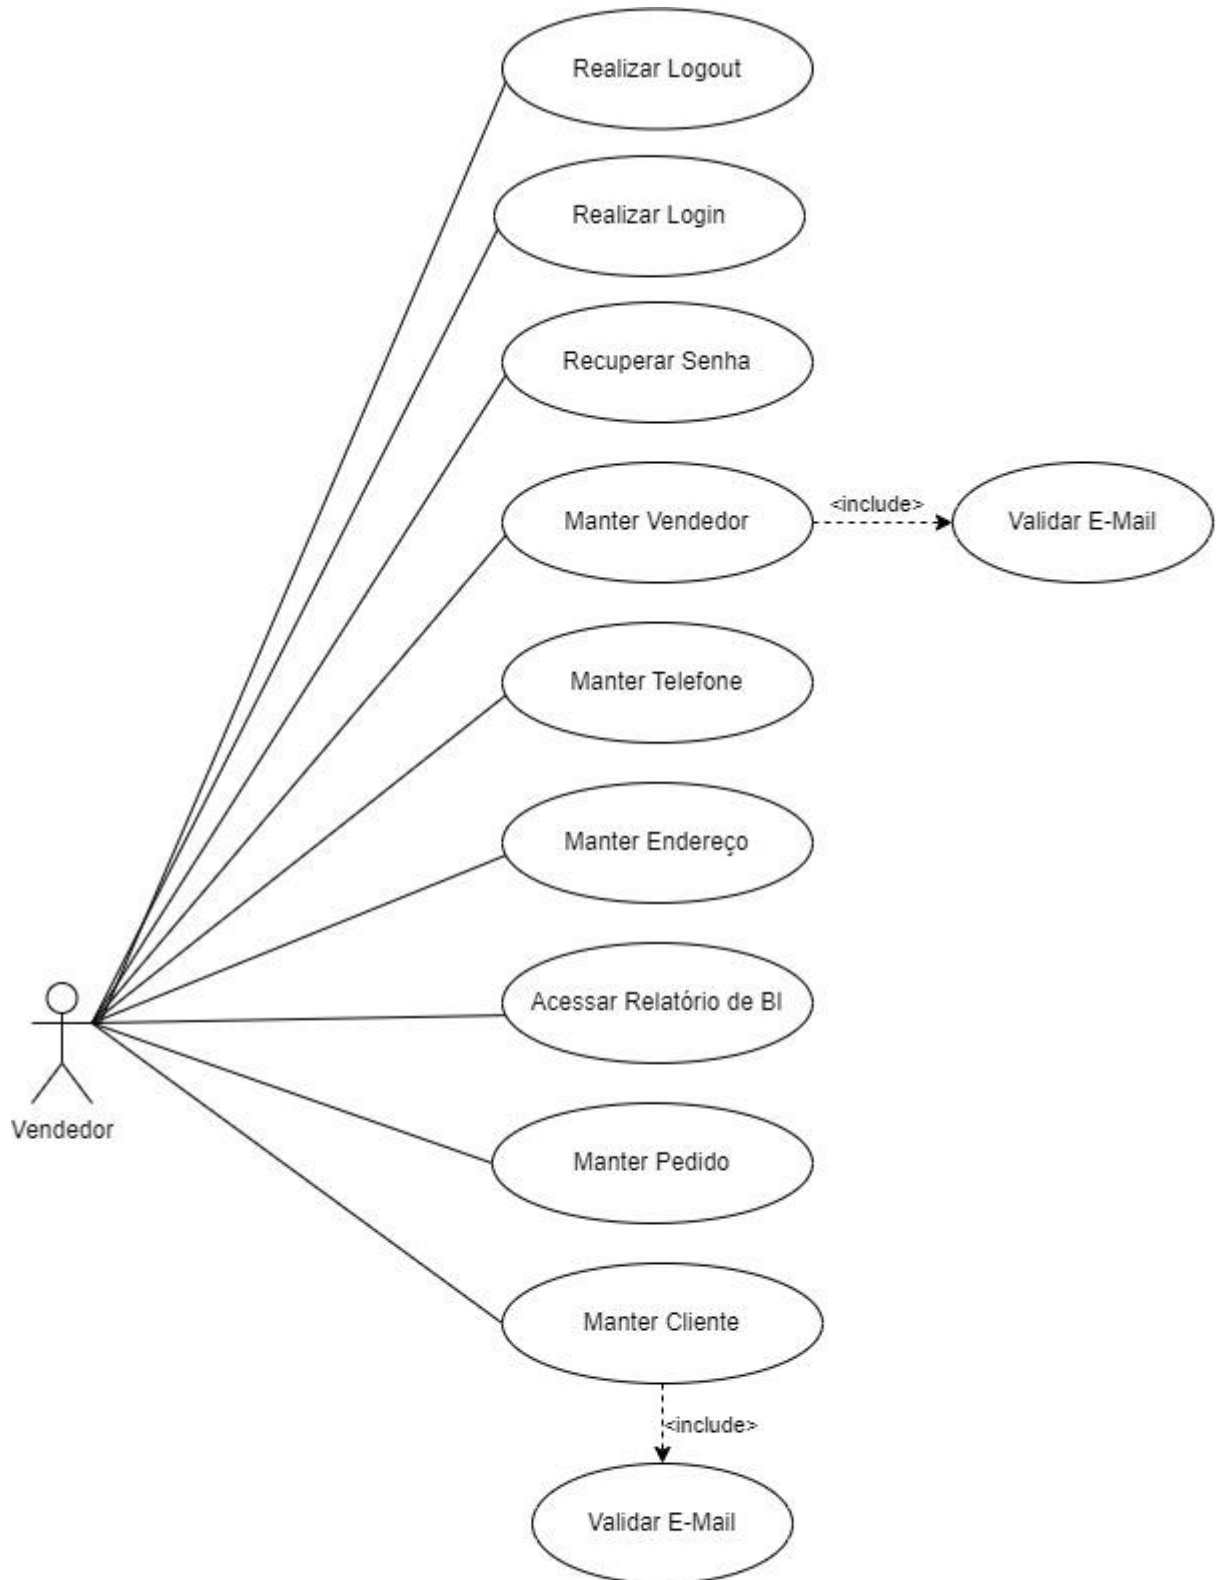 Realizar Logout
Realizar Login
Recuperar Senha
Manter Vendedor
<include>
Validar E-Mail
Manter Telefone
Manter Endereço
Acessar Relatório de BI
Vendedor
Manter Pedido
Manter Cliente
<include>
Validar E-Mail